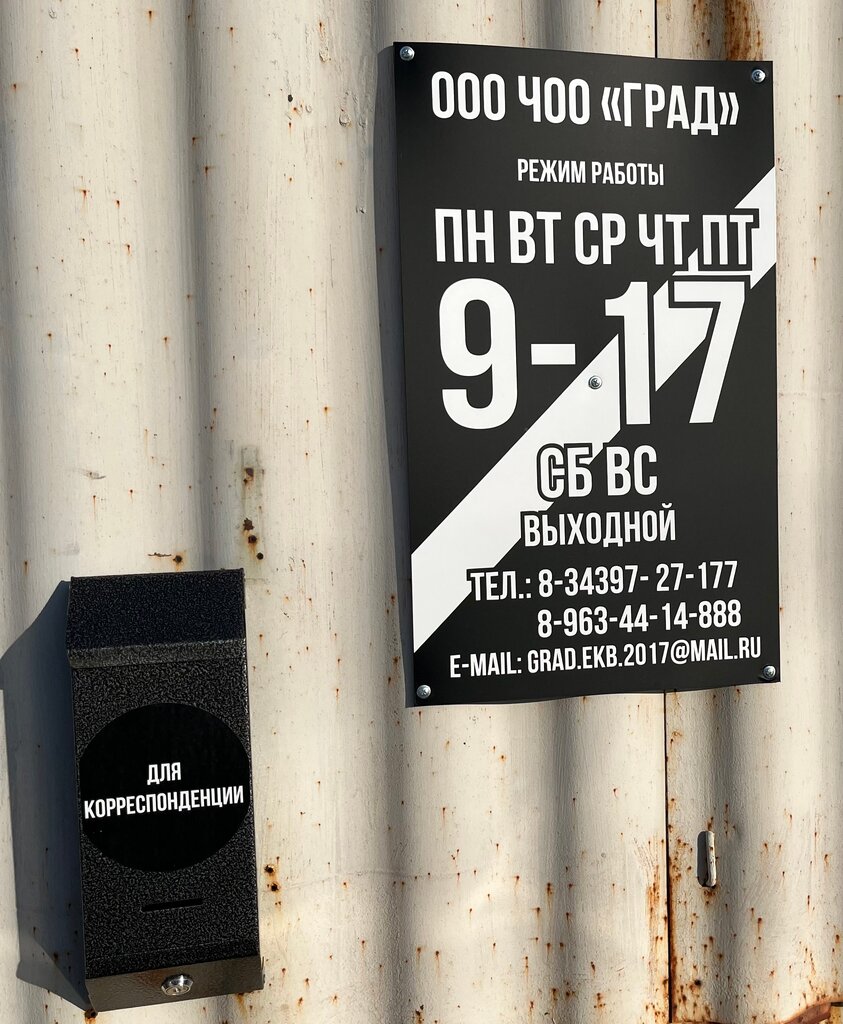 ООО ЧОО «ГРАД»
РЕЖИМ РАБОТЫ
ПН ВТ СР ЧТ ПТ
9-17
СБ ВС
ВЫХОДНОЙ
ТЕЛ.: 8-34397- 27-177
8-963-44-14-888
E-MAIL: GRAD.EKB.2017@MAIL.RU
ДЛЯ
КОРРЕСПОНДЕНЦИИ